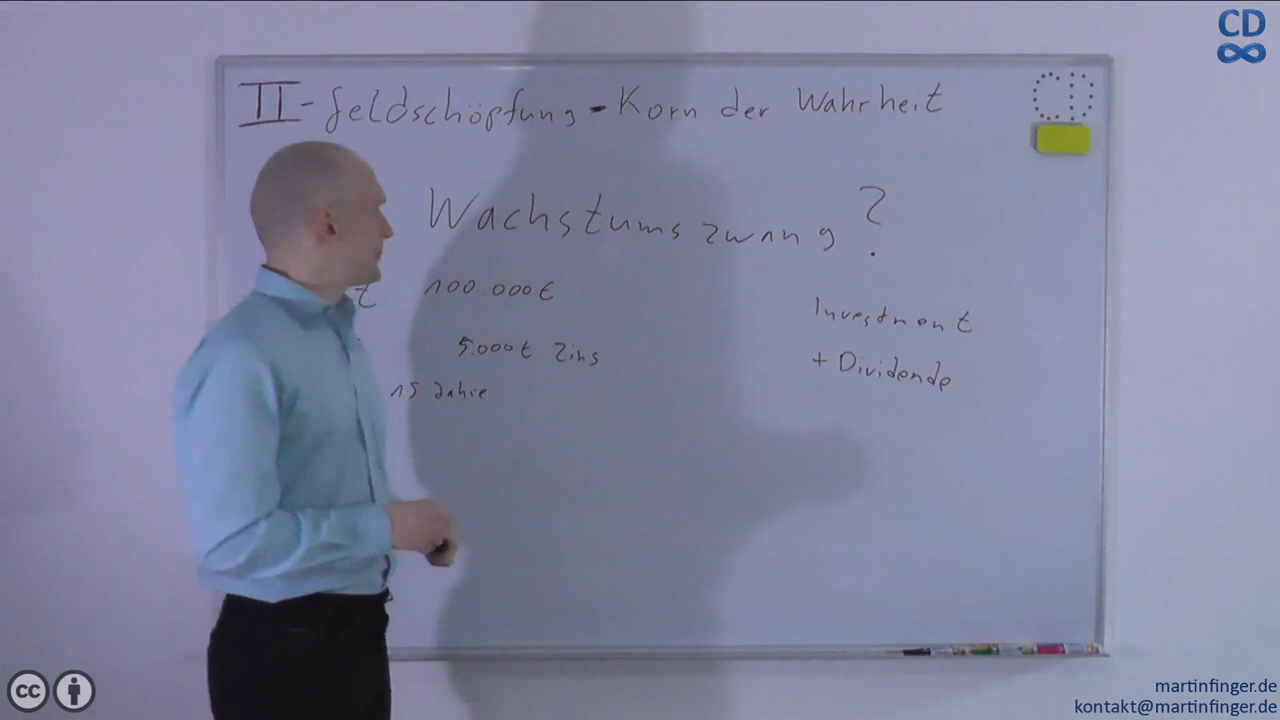 CD
II - Geldschöpfung - Korn der Wahrheit
Wachstumszwang ?
t 100 000 €
5.000 € Zins
15 Jahre
Investment
+ Dividende
cc
martinfinger.de
kontakt@martinfinger.de